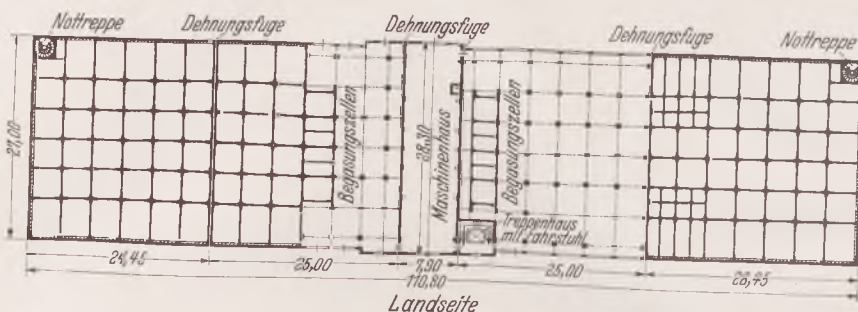 Nottreppe
Dehnungsfuge
Dehnungsfuge
Dehnungsfuge
Nottreppe
27,00
Begasungszellen
28,30
Maschinenhaus
Begasungszellen
Treppenhaus
mit Fahrstuhl
24,45
25,00
7,90
25,00
28,45
110,80
Landseite